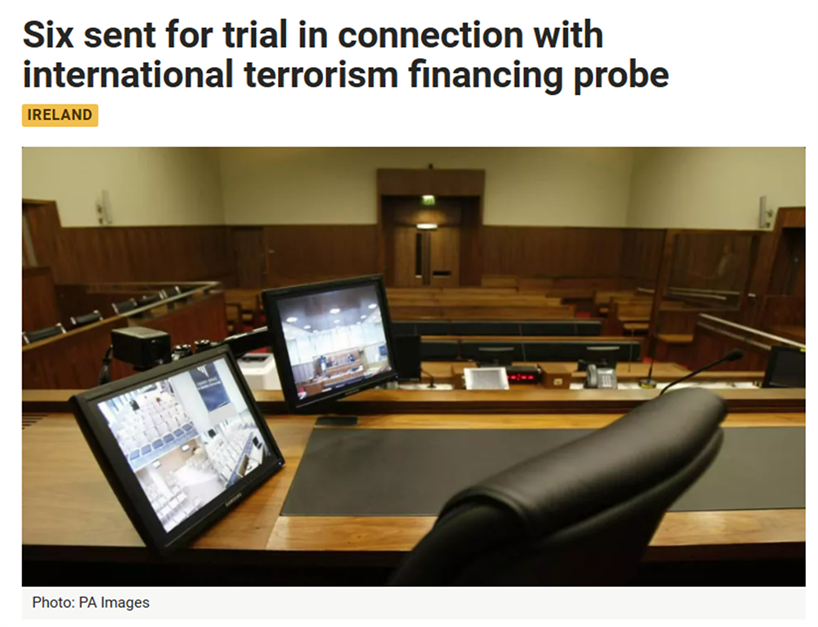 Six sent for trial in connection with
international terrorism financing probe
IRELAND
Photo: PA Images